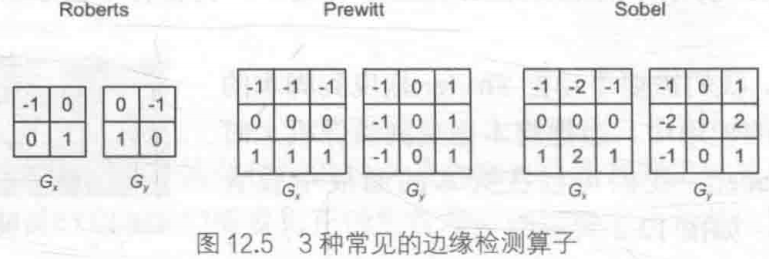 Roberts Prewitt Sobel
-1 0 0 -1 -1 -1 -1 -1 0 1 -1 -2 -1 -1 0 1
0 1 1 0 0 0 0 -1 0 1 0 0 0 -2 0 2
1 1 1 -1 0 1 1 2 1 -1 0 1
Gx Gy Gx Gy Gx Gy
图 12.5 3 种常见的边缘检测算子